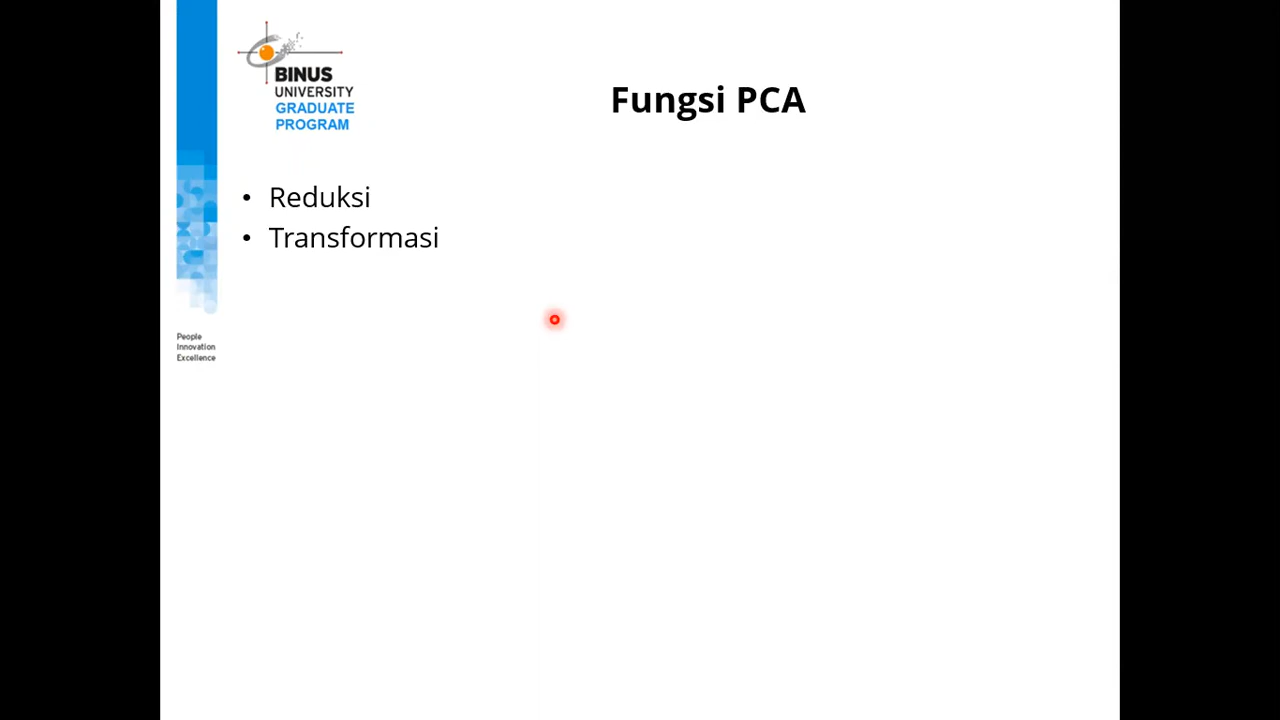 BINUS
UNIVERSITY
GRADUATE
PROGRAM
Fungsi PCA
• Reduksi
• Transformasi
People
Innovation
Excellence